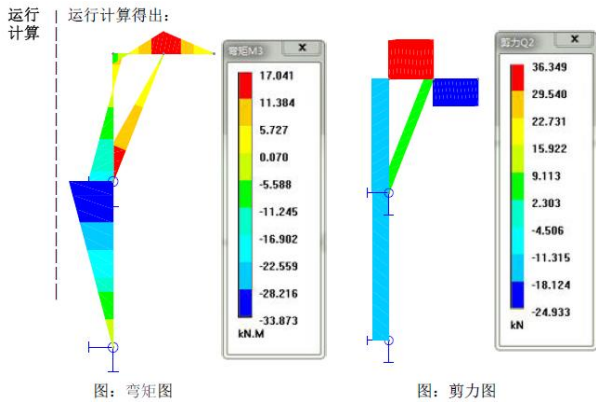 运行
计算
运行计算得出：
弯矩M3
x
17.041
11.384
5.727
0.070
-5.588
-11.245
-16.902
-22.559
-28.216
-33.873
kN.M
剪力Q2
x
36.349
29.540
22.731
15.922
9.113
2.303
-4.506
-11.315
-18.124
-24.933
kN
图：弯矩图
图：剪力图